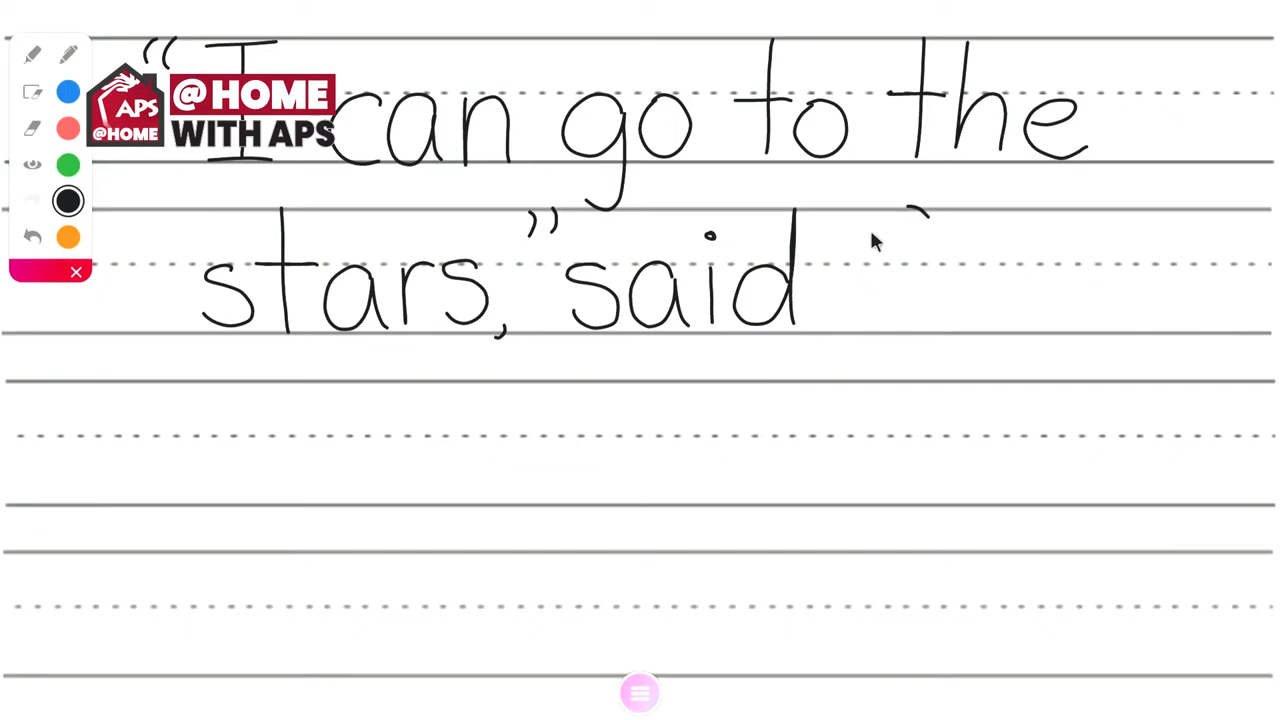 “I can go to the
stars,” said
APS
@HOME
@HOME
WITH APS